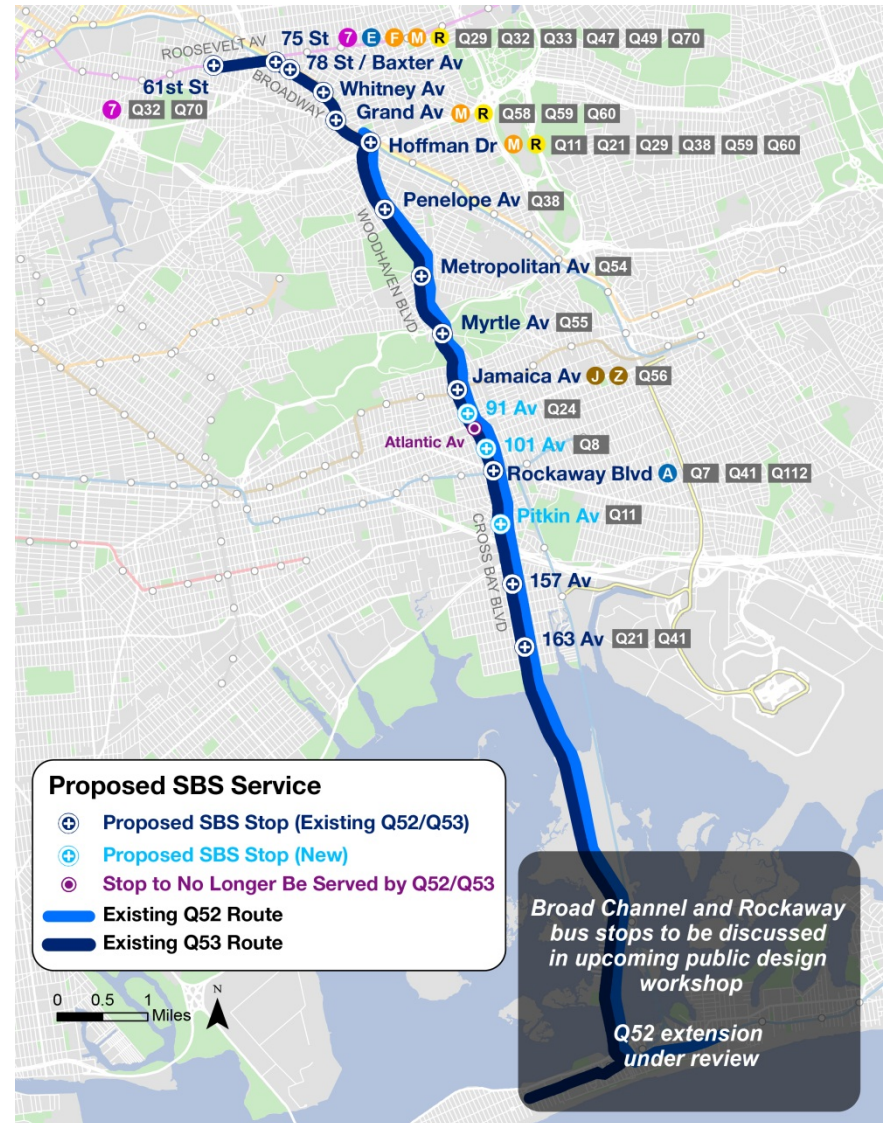 ROOSEVELT AV
75 St 7 E F M R Q29 Q32 Q33 Q47 Q49 Q70
61st St
7 Q32 Q70
78 St / Baxter Av
BROADWAY
Whitney Av
Grand Av M R Q58 Q59 Q60
Hoffman Dr M R Q11 Q21 Q29 Q38 Q59 Q60
Penelope Av Q38
WOODHAVEN BLVD
Metropolitan Av Q54
Myrtle Av Q55
Jamaica Av J Z Q56
91 Av Q24
Atlantic Av
101 Av Q8
Rockaway Blvd A Q7 Q41 Q112
Pitkin Av Q11
CROSS BAY BLVD
157 Av
163 Av Q21 Q41
Proposed SBS Service
Proposed SBS Stop (Existing Q52/Q53)
Proposed SBS Stop (New)
Stop to No Longer Be Served by Q52/Q53
Existing Q52 Route
Existing Q53 Route
0 0.5 1
Miles
N
Broad Channel and Rockaway
bus stops to be discussed
in upcoming public design
workshop
Q52 extension
under review